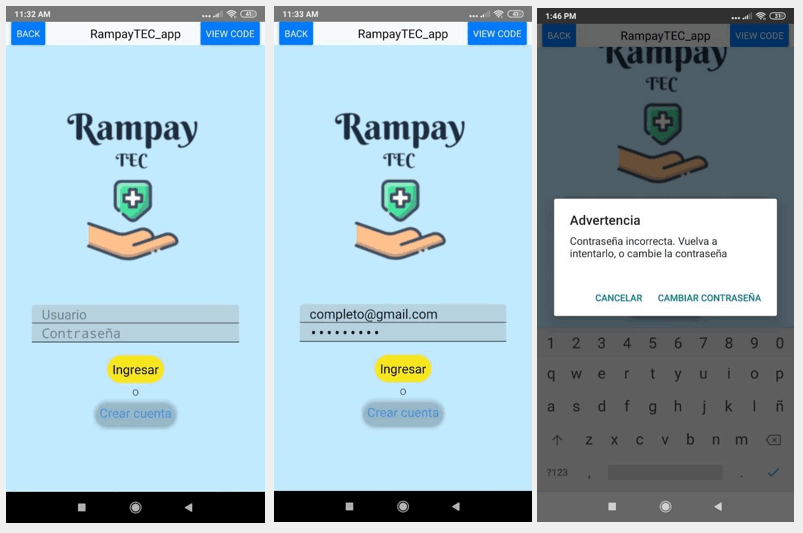 11:32 AM
41
BACK
RampayTEC_app
VIEW CODE
Rampay
TEC
Usuario
Contraseña
Ingresar
o
Crear cuenta
11:33 AM
41
BACK
RampayTEC_app
VIEW CODE
Rampay
TEC
completo@gmail.com
•••••••••
Ingresar
o
Crear cuenta
1:46 PM
31
BACK
RampayTEC_app
VIEW CODE
Rampay
TEC
Advertencia
Contraseña incorrecta. Vuelva a
intentarlo, o cambie la contraseña
CANCELAR CAMBIAR CONTRASEÑA
1 2 3 4 5 6 7 8 9 0
q w e r t y u i o p
a s d f g h j k l ñ
z x c v b n m
?123 , .